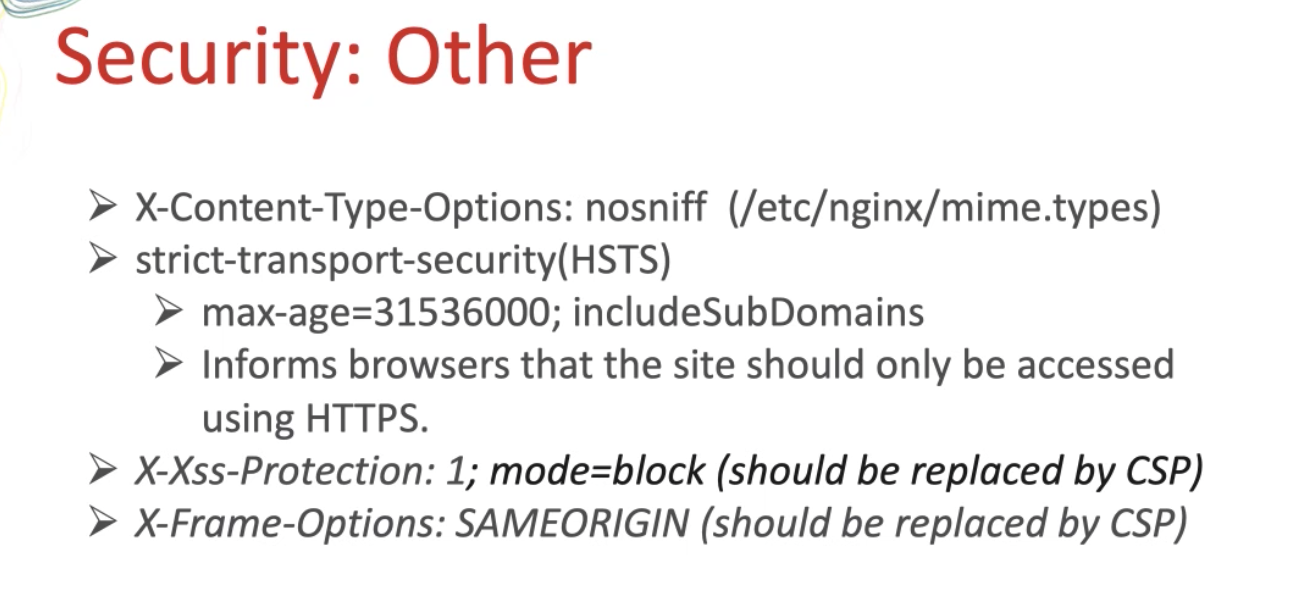 Security: Other
➢ X-Content-Type-Options: nosniff (/etc/nginx/mime.types)
➢ strict-transport-security(HSTS)
➢ max-age=31536000; includeSubDomains
➢ Informs browsers that the site should only be accessed
using HTTPS.
➢ X-Xss-Protection: 1; mode=block (should be replaced by CSP)
➢ X-Frame-Options: SAMEORIGIN (should be replaced by CSP)